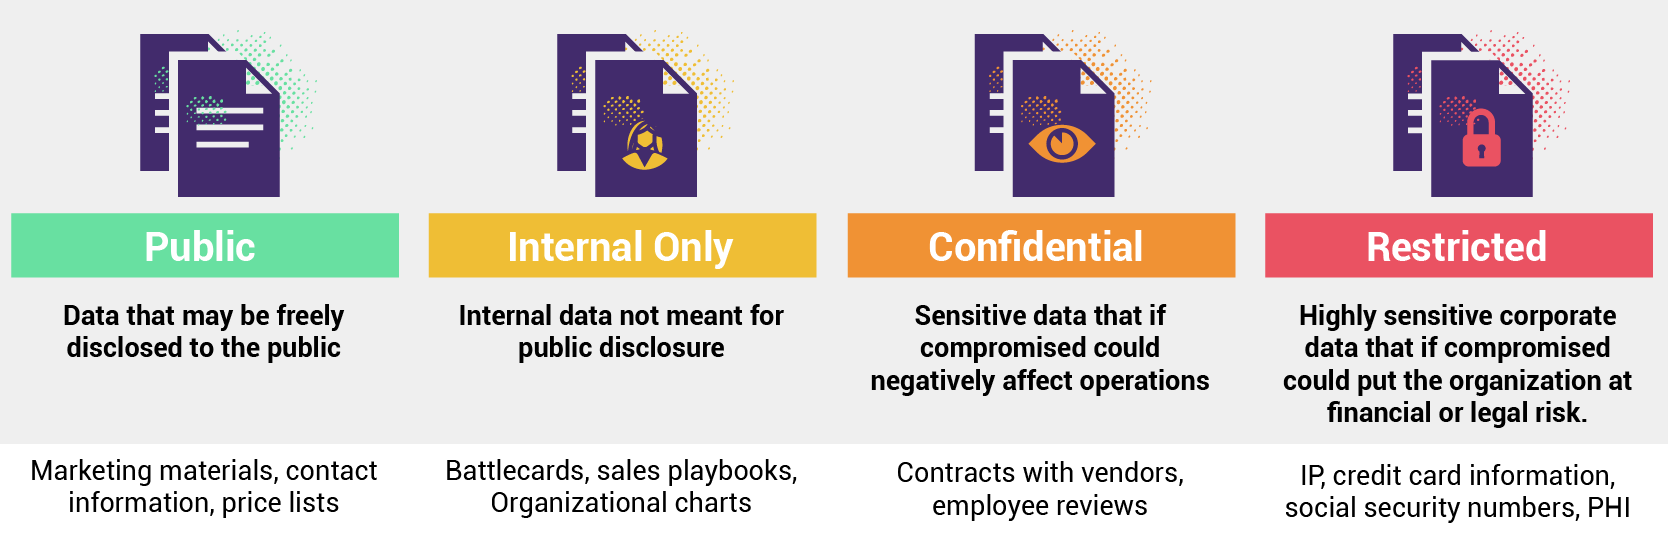 Public
Data that may be freely
disclosed to the public
Marketing materials, contact
information, price lists
Internal Only
Internal data not meant for
public disclosure
Battlecards, sales playbooks,
Organizational charts
Confidential
Sensitive data that if
compromised could
negatively affect operations
Contracts with vendors,
employee reviews
Restricted
Highly sensitive corporate
data that if compromised
could put the organization at
financial or legal risk.
IP, credit card information,
social security numbers, PHI